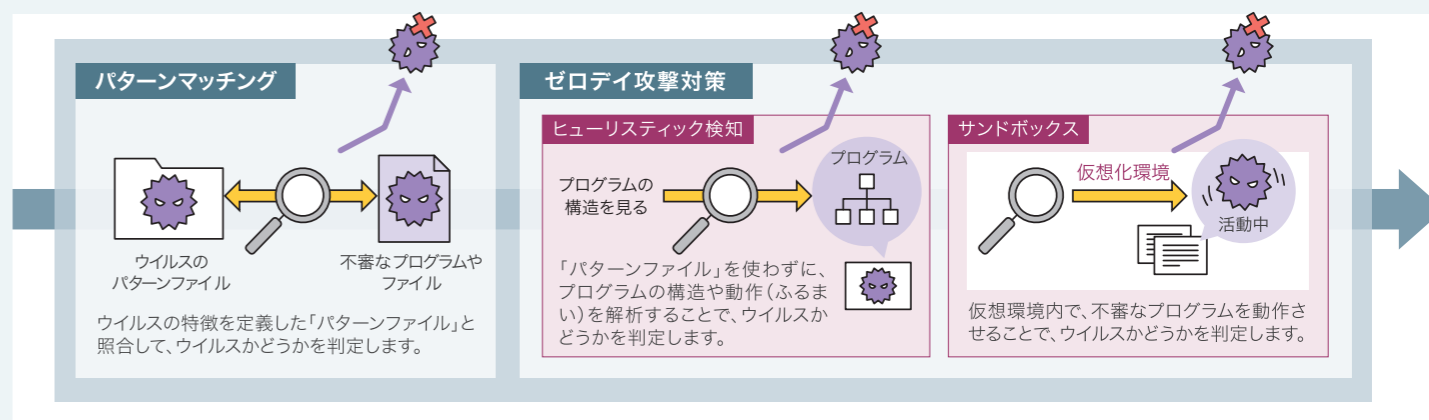 パターンマッチング
ウイルスの
パターンファイル
不審なプログラムや
ファイル
ウイルスの特徴を定義した「パターンファイル」と
照合して、ウイルスかどうかを判定します。
ゼロデイ攻撃対策
ヒューリスティック検知
プログラムの
構造を見る
プログラム
「パターンファイル」を使わずに、
プログラムの構造や動作(ふるま
い)を解析することで、ウイルスか
どうかを判定します。
サンドボックス
仮想化環境
活動中
仮想環境内で、不審なプログラムを動作さ
せることで、ウイルスかどうかを判定します。